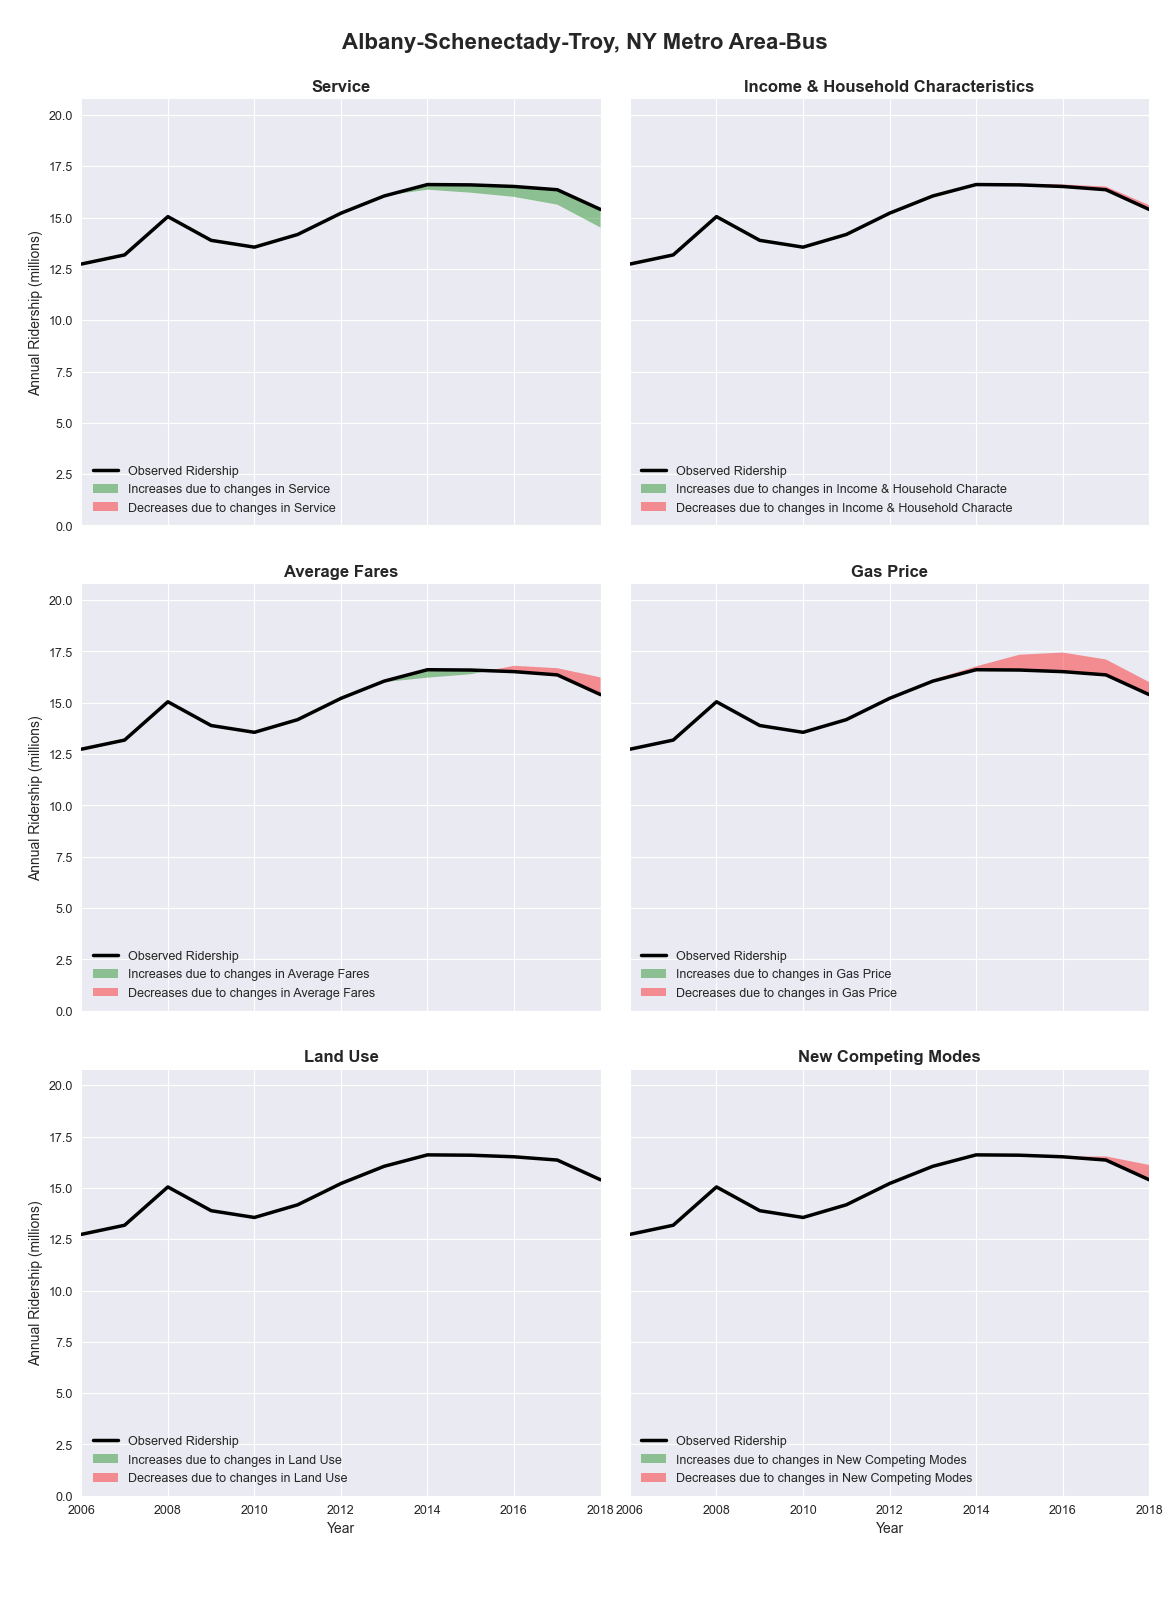 Albany-Schenectady-Troy, NY Metro Area-Bus
Service
Income & Household Characteristics
20.0
17.5
15.0
12.5
10.0
7.5
5.0
2.5
0.0
Annual Ridership (millions)
Observed Ridership
Increases due to changes in Service
Decreases due to changes in Service
Observed Ridership
Increases due to changes in Income & Household Characte
Decreases due to changes in Income & Household Characte
Average Fares
Gas Price
20.0
17.5
15.0
12.5
10.0
7.5
5.0
2.5
0.0
Annual Ridership (millions)
Observed Ridership
Increases due to changes in Average Fares
Decreases due to changes in Average Fares
Observed Ridership
Increases due to changes in Gas Price
Decreases due to changes in Gas Price
Land Use
New Competing Modes
20.0
17.5
15.0
12.5
10.0
7.5
5.0
2.5
0.0
Annual Ridership (millions)
Observed Ridership
Increases due to changes in Land Use
Decreases due to changes in Land Use
Observed Ridership
Increases due to changes in New Competing Modes
Decreases due to changes in New Competing Modes
2006 2008 2010 2012 2014 2016 2018
2006 2008 2010 2012 2014 2016 2018
Year
Year